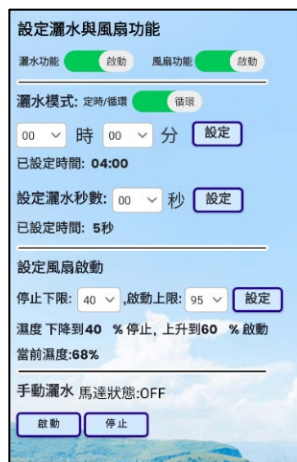 設定灑水與風扇功能
灑水功能 啟動 風扇功能 啟動
灑水模式: 定時/循環 循環
00 時 00 分 設定
已設定時間: 04:00
設定灑水秒數: 00 秒 設定
已設定時間: 5秒
設定風扇啟動
停止下限: 40 ,啟動上限: 95 設定
濕度 下降到40 %停止, 上升到60 %啟動
當前濕度:68%
手動灑水 馬達狀態:OFF
啟動 停止